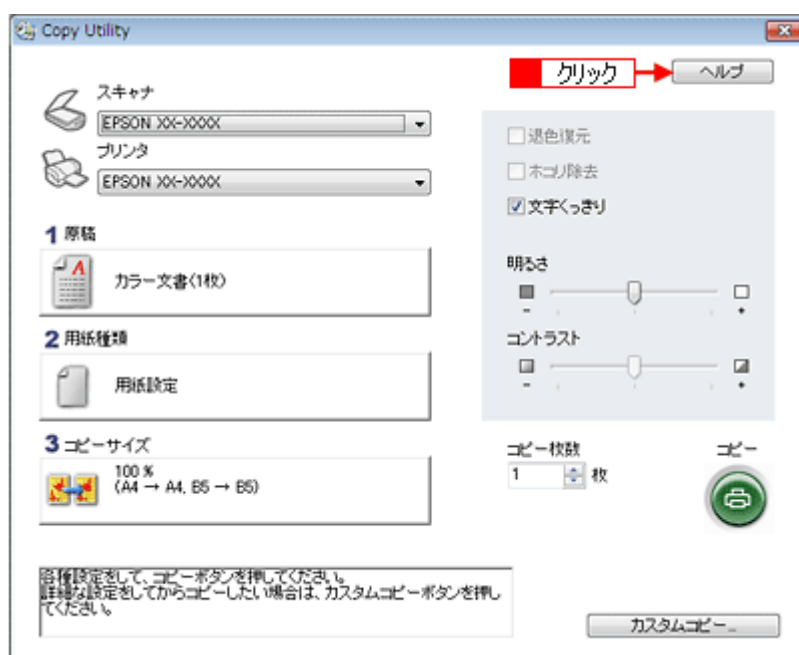 Copy Utility
クリック
ヘルプ
スキャナ
EPSON XX-XXXX
プリンタ
EPSON XX-XXXX
退色復元
ホコリ除去
文字くっきり
1 原稿
カラー文書(1枚)
明るさ
- +
2 用紙種類
用紙設定
コントラスト
- +
3 コピーサイズ
100 %
(A4 → A4, B5 → B5)
コピー枚数
1 枚
コピー
各種設定をして、コピーボタンを押してください。
詳細な設定をしてからコピーしたい場合は、カスタムコピーボタンを押し
てください。
カスタムコピー...